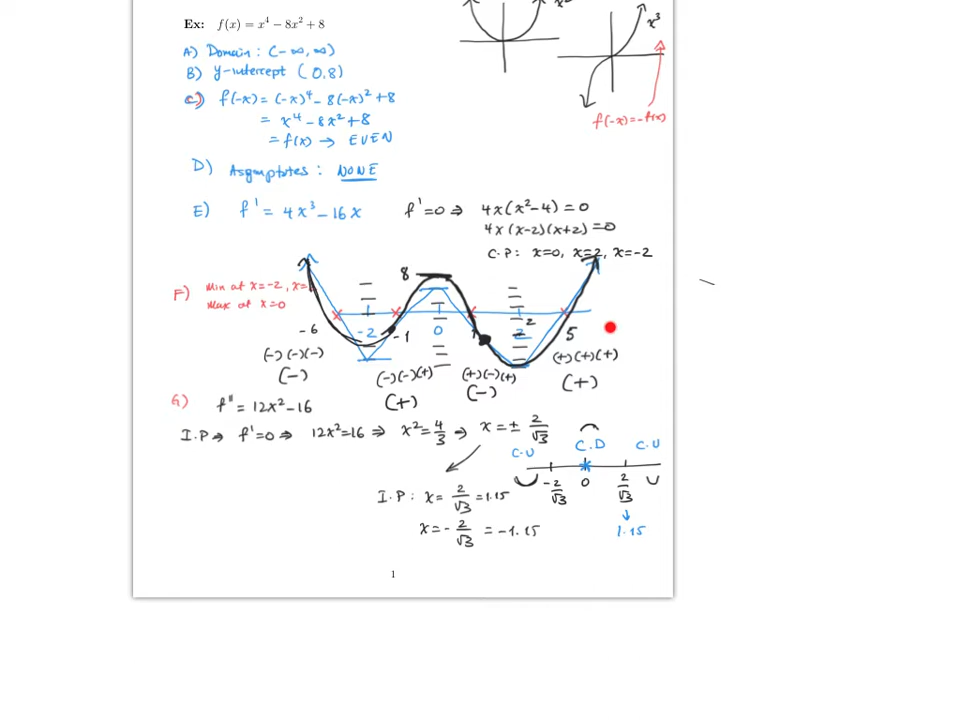 Ex: f(x) = x⁴ − 8x² + 8
x³
A) Domain : (-∞, ∞)
B) y-intercept (0,8)
C) f(-x) = (-x)⁴ - 8(-x)² +8
= x⁴ - 8x² + 8
= f(x) → EVEN
f(-x) = -f(x)
D) Asymptotes : NONE
E) f' = 4x³ - 16x
f'=0 ⇒ 4x(x²-4) = 0
4x (x-2)(x+2) = 0
C.P: x=0, x=2, x=-2
F) Min at x=-2, x=
Max at x=0
8
-6 -2 -1 0 1 2 2 5
(-)(-)(-) (-)(-)(+) (+)(-)(+) (+)(+)(+)
(-) (+) (-) (+)
G) f'' = 12x² - 16
I.P ⇒ f'=0 ⇒ 12x²=16 ⇒ x² = 4/3 ⇒ x = ± 2/√3
C.U C.D C.U
-2/√3 0 2/√3
I.P : x = 2/√3 = 1.15
x = - 2/√3 = -1.15
1.15
1